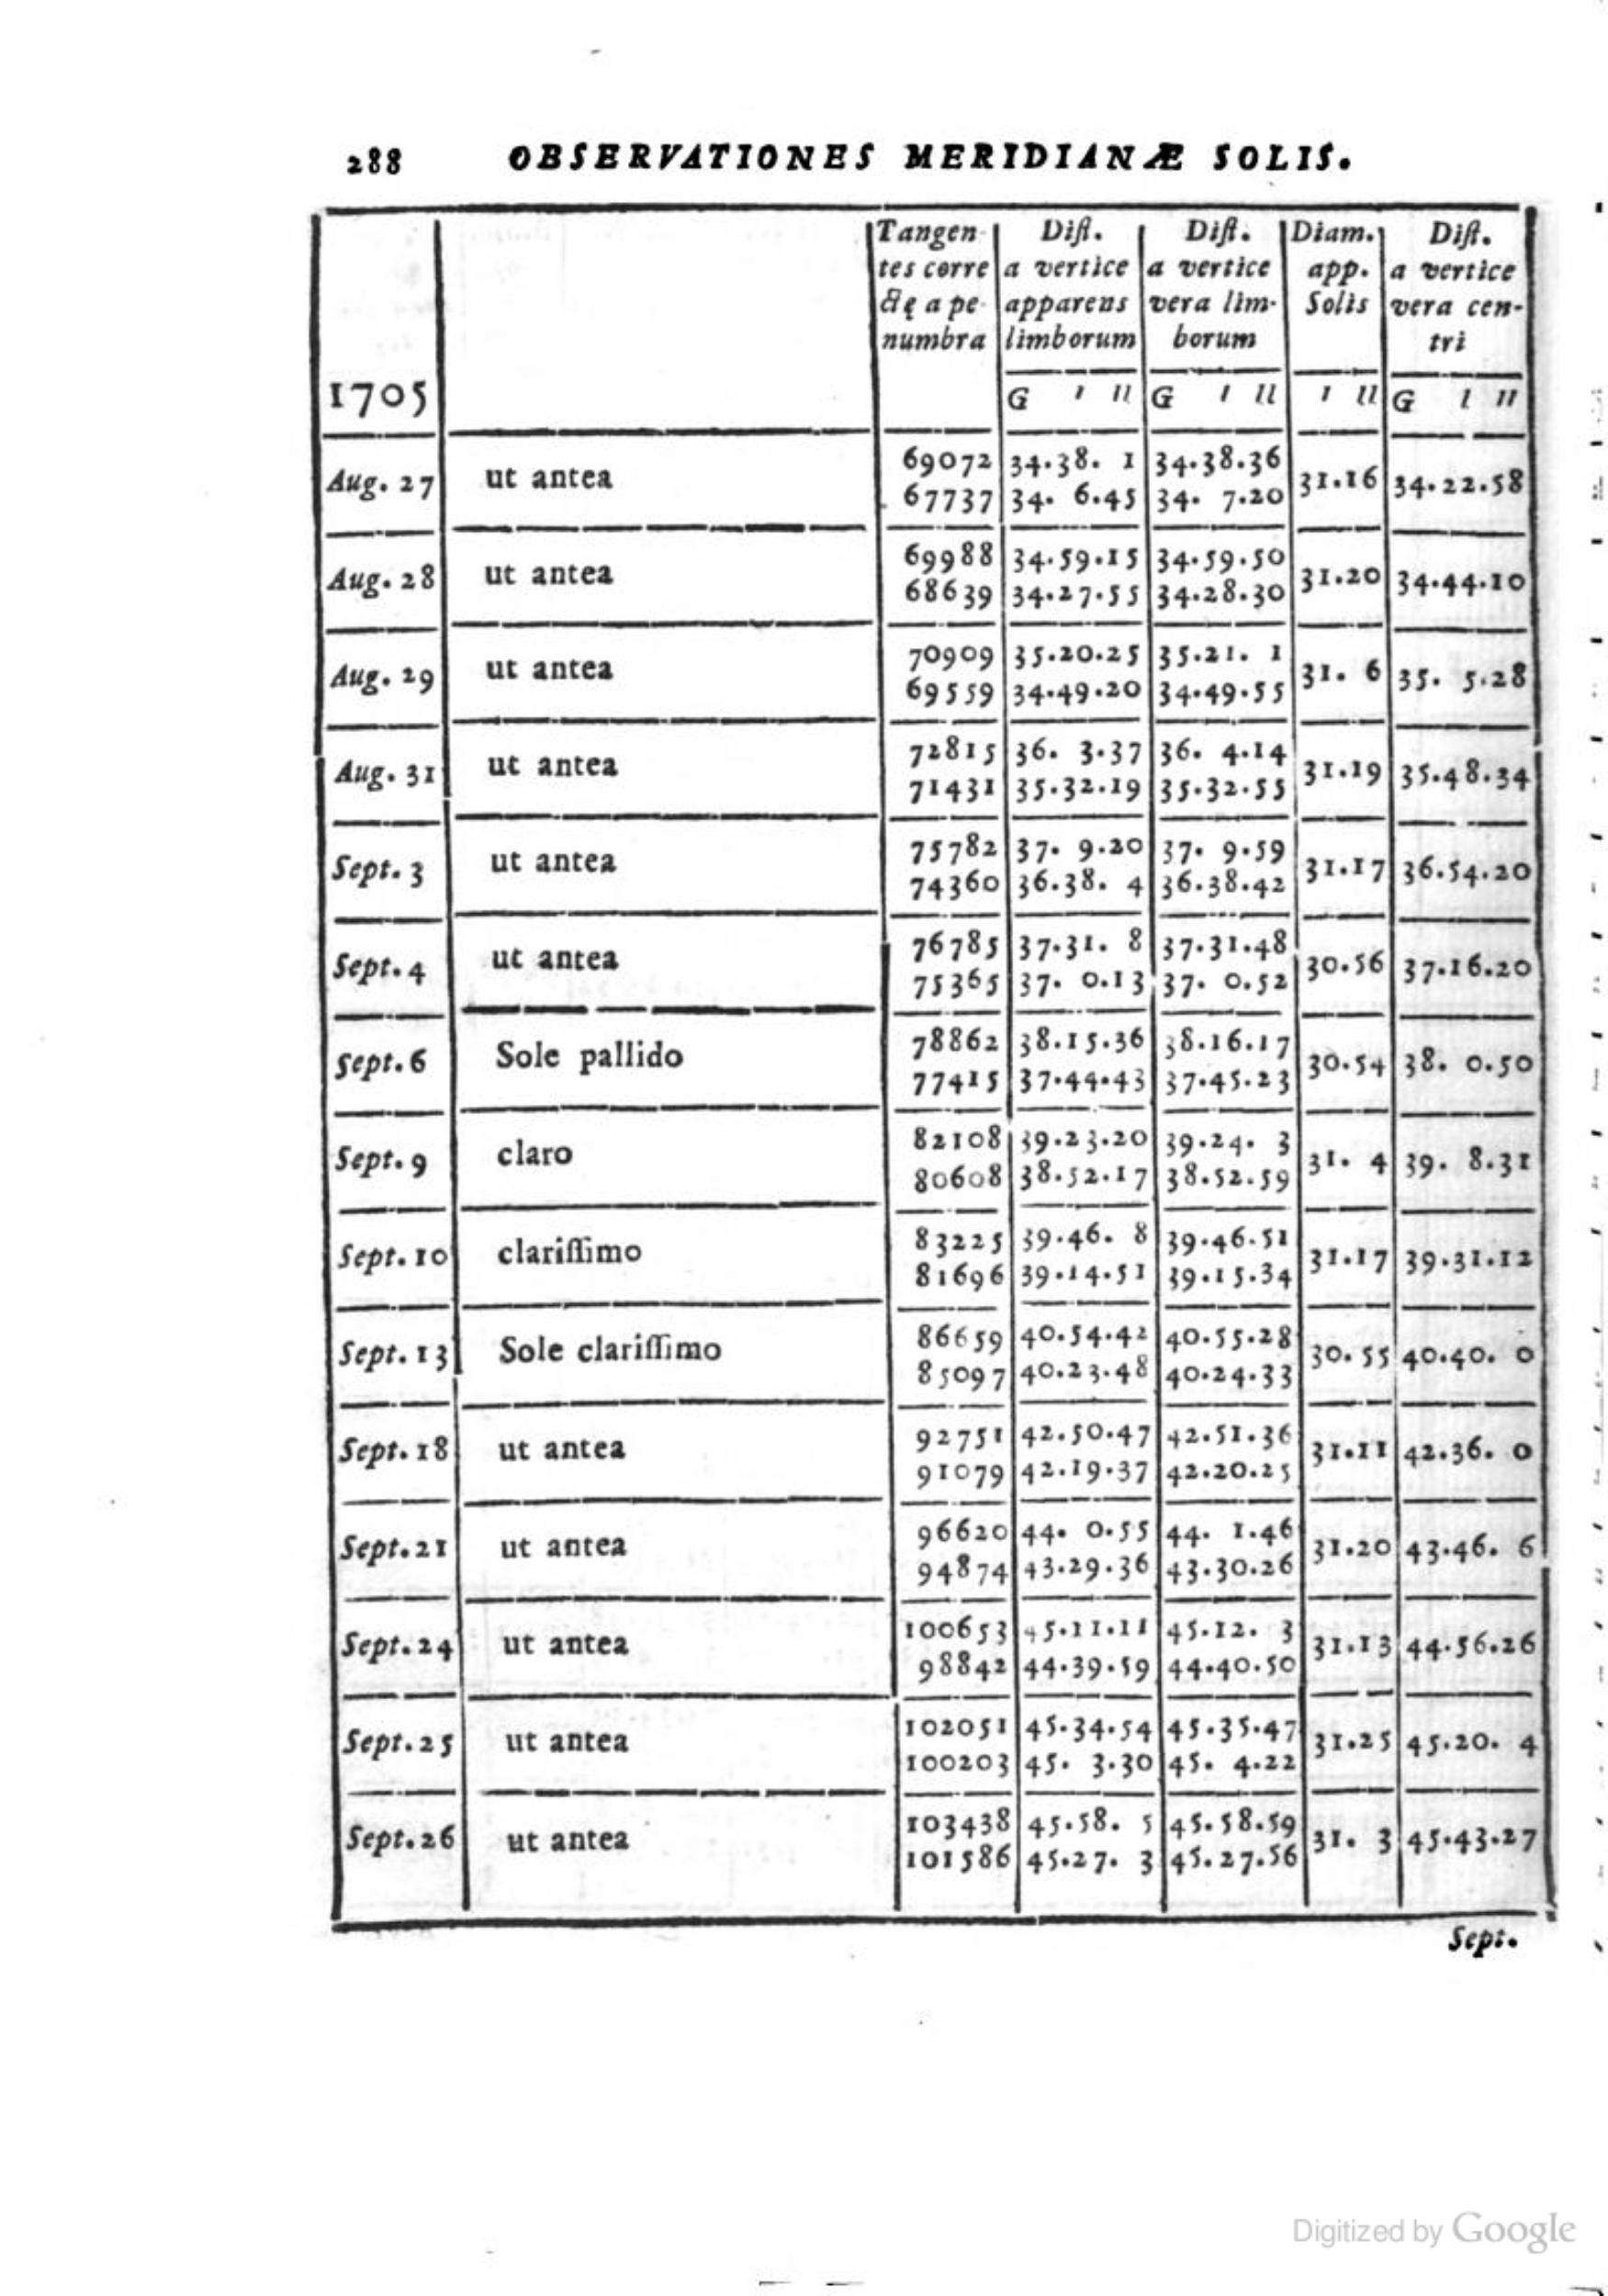 288 OBSERVATIONES MERIDIANÆ SOLIS.
1705 | | Tangentes correctę a penumbra | Dist. a vertice apparens limborum | Dist. a vertice vera limborum | Diam. app. Solis | Dist. a vertice vera centri
G I II | G I II | I II | G I II
Aug. 27 ut antea 69072 34.38. 1 34.38.36 31.16 34.22.58
67737 34. 6.45 34. 7.20
Aug. 28 ut antea 69988 34.59.15 34.59.50 31.20 34.44.10
68639 34.27.55 34.28.30
Aug. 29 ut antea 70909 35.20.25 35.21. 1 31. 6 35. 5.28
69559 34.49.20 34.49.55
Aug. 31 ut antea 72815 36. 3.37 36. 4.14 31.19 35.48.34
71431 35.32.19 35.32.55
Sept. 3 ut antea 75782 37. 9.20 37. 9.59 31.17 36.54.20
74360 36.38. 4 36.38.42
Sept. 4 ut antea 76785 37.31. 8 37.31.48 30.56 37.16.20
75365 37. 0.13 37. 0.52
Sept. 6 Sole pallido 78862 38.15.36 38.16.17 30.54 38. 0.50
77415 37.44.43 37.45.23
Sept. 9 claro 82108 39.23.20 39.24. 3 31. 4 39. 8.31
80608 38.52.17 38.52.59
Sept. 10 clarissimo 83225 39.46. 8 39.46.51 31.17 39.31.12
81696 39.14.51 39.15.34
Sept. 13 Sole clarissimo 86659 40.54.42 40.55.28 30.55 40.40. 0
85097 40.23.48 40.24.33
Sept. 18 ut antea 92751 42.50.47 42.51.36 31.11 42.36. 0
91079 42.19.37 42.20.25
Sept. 21 ut antea 96620 44. 0.55 44. 1.46 31.20 43.46. 6
94874 43.29.36 43.30.26
Sept. 24 ut antea 100653 45.11.11 45.12. 3 31.13 44.56.26
98842 44.39.59 44.40.50
Sept. 25 ut antea 102051 45.34.54 45.35.47 31.25 45.20. 4
100203 45. 3.30 45. 4.22
Sept. 26 ut antea 103438 45.58. 5 45.58.59 31. 3 45.43.27
101586 45.27. 3 45.27.56
Sept.
Digitized by Google